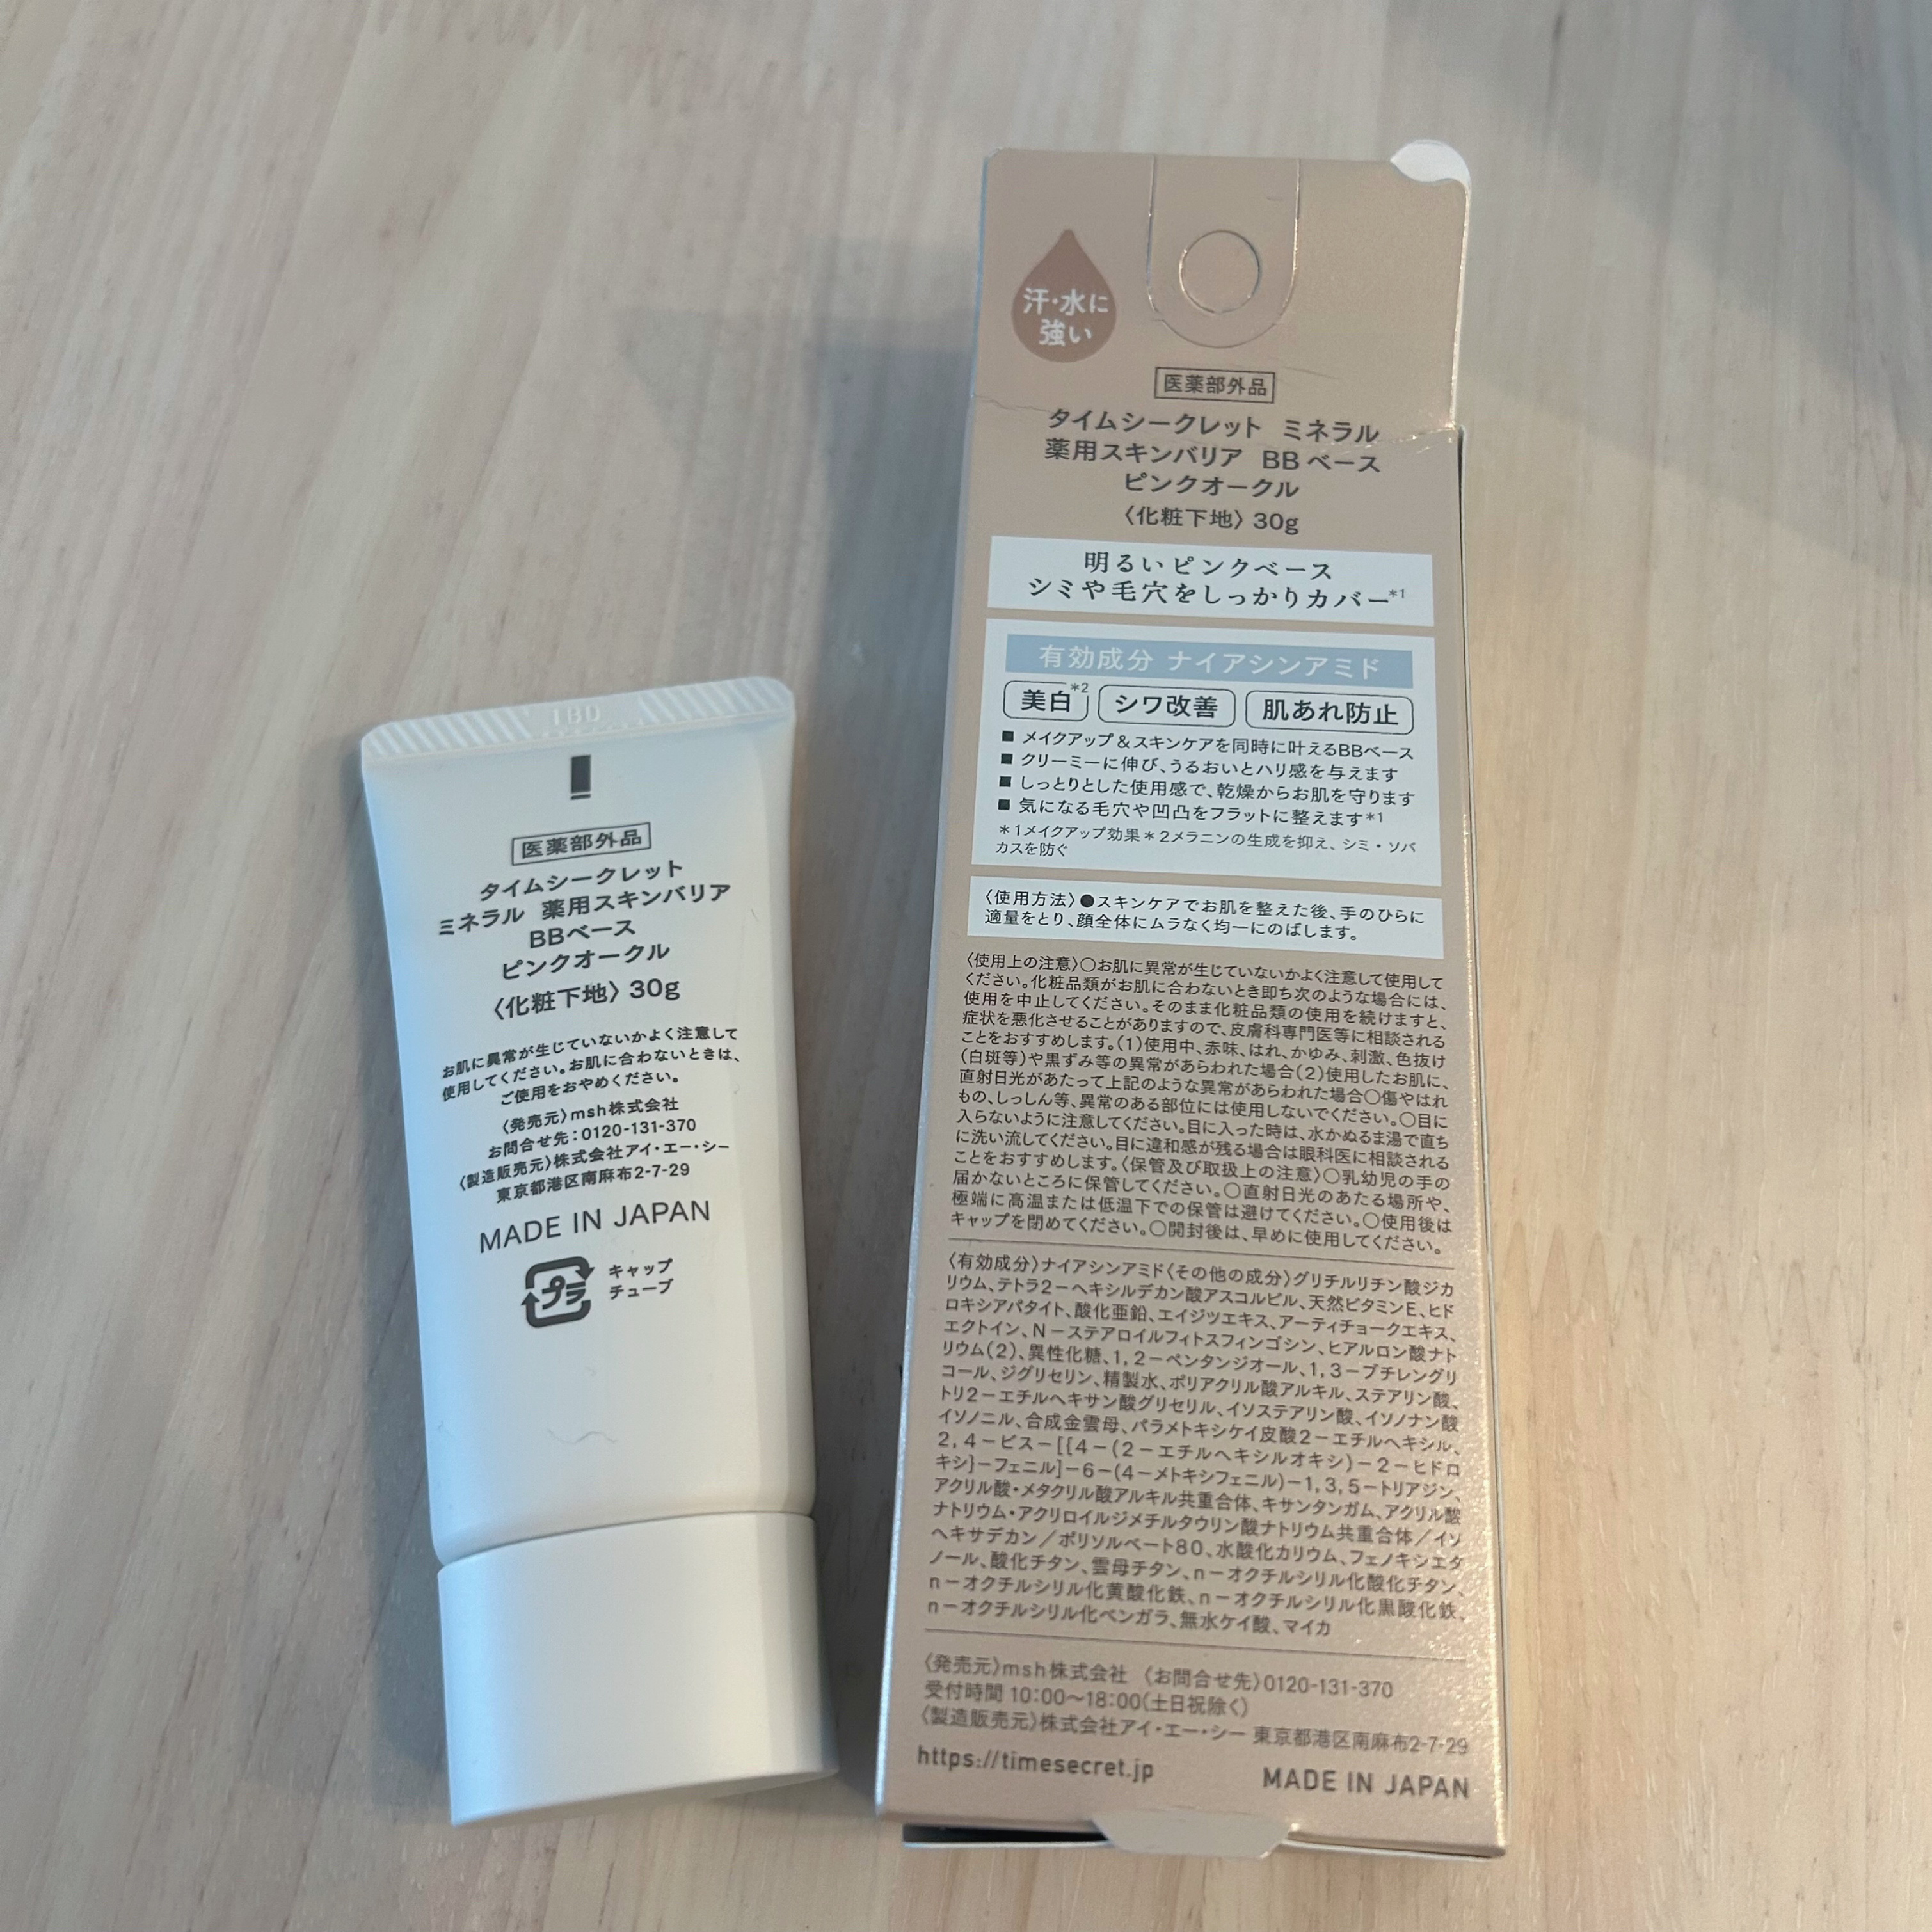 IBD
医薬部外品
タイムシークレット
ミネラル 薬用スキンバリア
BBベース
ピンクオークル
〈化粧下地〉30g
お肌に異常が生じていないかよく注意して
使用してください。お肌に合わないときは、
ご使用をおやめください。
〈発売元〉msh株式会社
お問合せ先：0120-131-370
〈製造販売元〉株式会社アイ・エー・シー
東京都港区南麻布2-7-29
MADE IN JAPAN
プラ
キャップ
チューブ
汗・水に
強い
医薬部外品
タイムシークレット ミネラル
薬用スキンバリア BBベース
ピンクオークル
〈化粧下地〉30g
明るいピンクベース
シミや毛穴をしっかりカバー*1
有効成分 ナイアシンアミド
美白*2 シワ改善 肌あれ防止
■ メイクアップ＆スキンケアを同時に叶えるBBベース
■ クリーミーに伸び、うるおいとハリ感を与えます
■ しっとりとした使用感で、乾燥からお肌を守ります
■ 気になる毛穴や凹凸をフラットに整えます*1
＊1メイクアップ効果＊2メラニンの生成を抑え、シミ・ソバ
カスを防ぐ
〈使用方法〉●スキンケアでお肌を整えた後、手のひらに
適量をとり、顔全体にムラなく均一にのばします。
〈使用上の注意〉○お肌に異常が生じていないかよく注意して使用して
ください。化粧品類がお肌に合わないとき即ち次のような場合には、
使用を中止してください。そのまま化粧品類の使用を続けますと、
症状を悪化させることがありますので、皮膚科専門医等に相談される
ことをおすすめします。（1）使用中、赤味、はれ、かゆみ、刺激、色抜け
（白斑等）や黒ずみ等の異常があらわれた場合（2）使用したお肌に、
直射日光があたって上記のような異常があらわれた場合○傷やはれ
もの、しっしん等、異常のある部位には使用しないでください。○目に
入らないように注意してください。目に入った時は、水かぬるま湯で直ち
に洗い流してください。目に違和感が残る場合は眼科医に相談される
ことをおすすめします。〈保管及び取扱上の注意〉○乳幼児の手の
届かないところに保管してください。○直射日光のあたる場所や、
極端に高温または低温下での保管は避けてください。○使用後は
キャップを閉めてください。○開封後は、早めに使用してください。
〈有効成分〉ナイアシンアミド〈その他の成分〉グリチルリチン酸ジカ
リウム、テトラ2－ヘキシルデカン酸アスコルビル、天然ビタミンE、ヒド
ロキシアパタイト、酸化亜鉛、エイジツエキス、アーティチョークエキス、
エクトイン、N－ステアロイルフィトスフィンゴシン、ヒアルロン酸ナト
リウム（2）、異性化糖、1，2－ペンタンジオール、1，3－ブチレングリ
コール、ジグリセリン、精製水、ポリアクリル酸アルキル、ステアリン酸、
トリ2－エチルヘキサン酸グリセリル、イソステアリン酸、イソノナン酸
イソノニル、合成金雲母、パラメトキシケイ皮酸2－エチルヘキシル、
2，4－ビス－[{4－（2－エチルヘキシルオキシ）－2－ヒドロ
キシ}－フェニル]－6－（4－メトキシフェニル）－1，3，5－トリアジン、
アクリル酸・メタクリル酸アルキル共重合体、キサンタンガム、アクリル酸
ナトリウム・アクリロイルジメチルタウリン酸ナトリウム共重合体／イソ
ヘキサデカン／ポリソルベート80、水酸化カリウム、フェノキシエタ
ノール、酸化チタン、雲母チタン、n－オクチルシリル化酸化チタン、
n－オクチルシリル化黄酸化鉄、n－オクチルシリル化黒酸化鉄、
n－オクチルシリル化ベンガラ、無水ケイ酸、マイカ
〈発売元〉msh株式会社 〈お問合せ先〉0120-131-370
受付時間 10：00～18：00（土日祝除く）
〈製造販売元〉株式会社アイ・エー・シー 東京都港区南麻布2-7-29
https://timesecret.jp MADE IN JAPAN